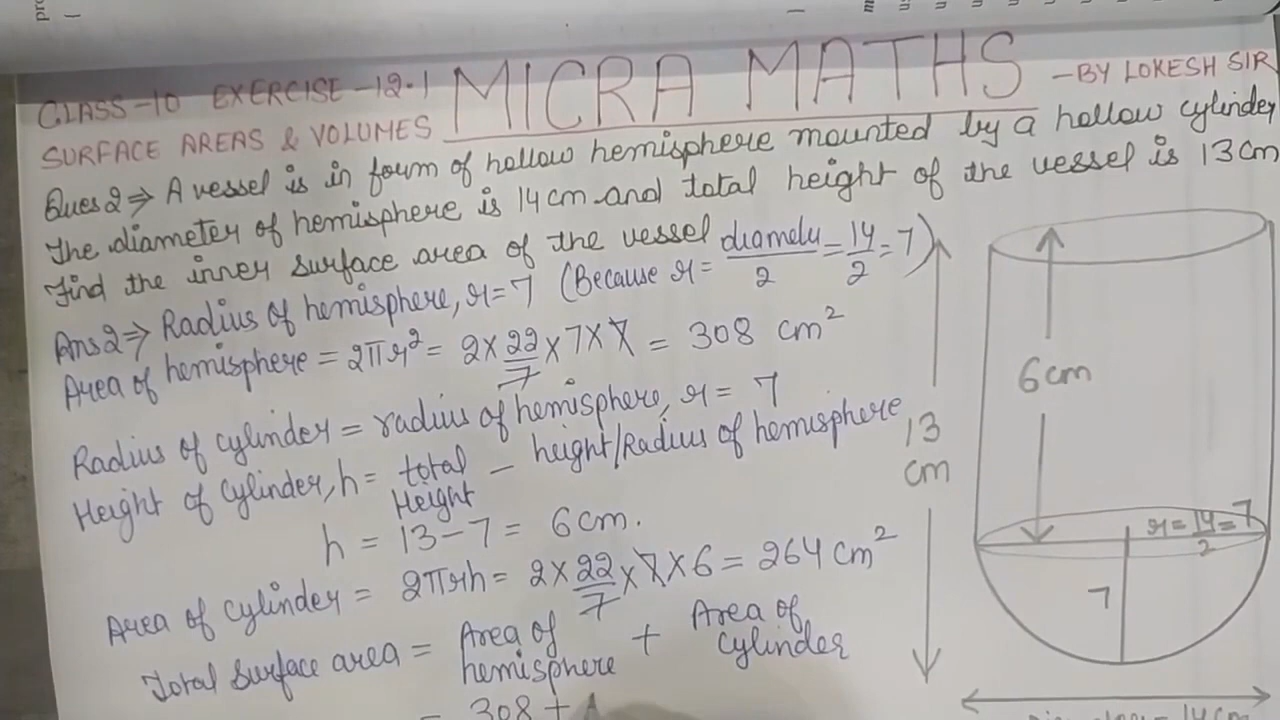 CLASS-10 EXERCISE-12.1 MICRA MATHS -BY LOKESH SIR
SURFACE AREAS & VOLUMES
Ques2⇒ A vessel is in form of hollow hemisphere mounted by a hollow cylinder
The diameter of hemisphere is 14cm and total height of the vessel is 13cm
Find the inner surface area of the vessel
Ans2⇒ Radius of hemisphere, r=7 (Because r= diameter/2 = 14/2 = 7)
Area of hemisphere = 2πr² = 2×22/7×7×7 = 308 cm²
Radius of cylinder = radius of hemisphere, r = 7
Height of cylinder, h = total Height - height/Radius of hemisphere
h = 13-7 = 6cm.
Area of cylinder = 2πrh = 2×22/7×7×6 = 264 cm²
Total surface area = Area of hemisphere + Area of cylinder
= 308 +
6cm
13 cm
r=14/2=7
7
14cm